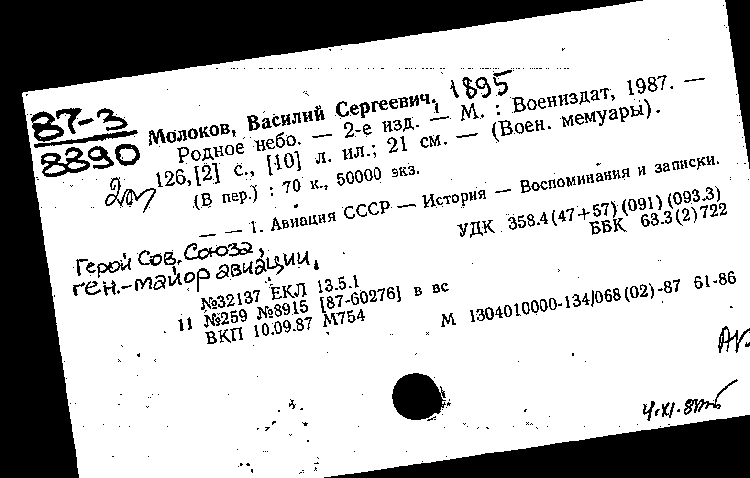 87-3
8390
Молоков, Василий Сергеевич, 1895
Родное небо. — 2-е изд. — М. : Воениздат, 1987. —
126,[2] с., [10] л. ил.; 21 см. — (Воен. мемуары).
(В пер.) : 70 к., 50000 экз.
— — 1. Авиация СССР — История — Воспоминания и записки.
УДК 358.4(47+57)(091)(093.3)
ББК 63.3(2)722
Герой Сов. Союза,
ген.-майор авиации.
№32137 ЕКЛ 13.5.1
11 №259 №8915 [87-60276] в вс
ВКП 10.09.87 М754
М 1304010000-134/068(02)-87 61-86